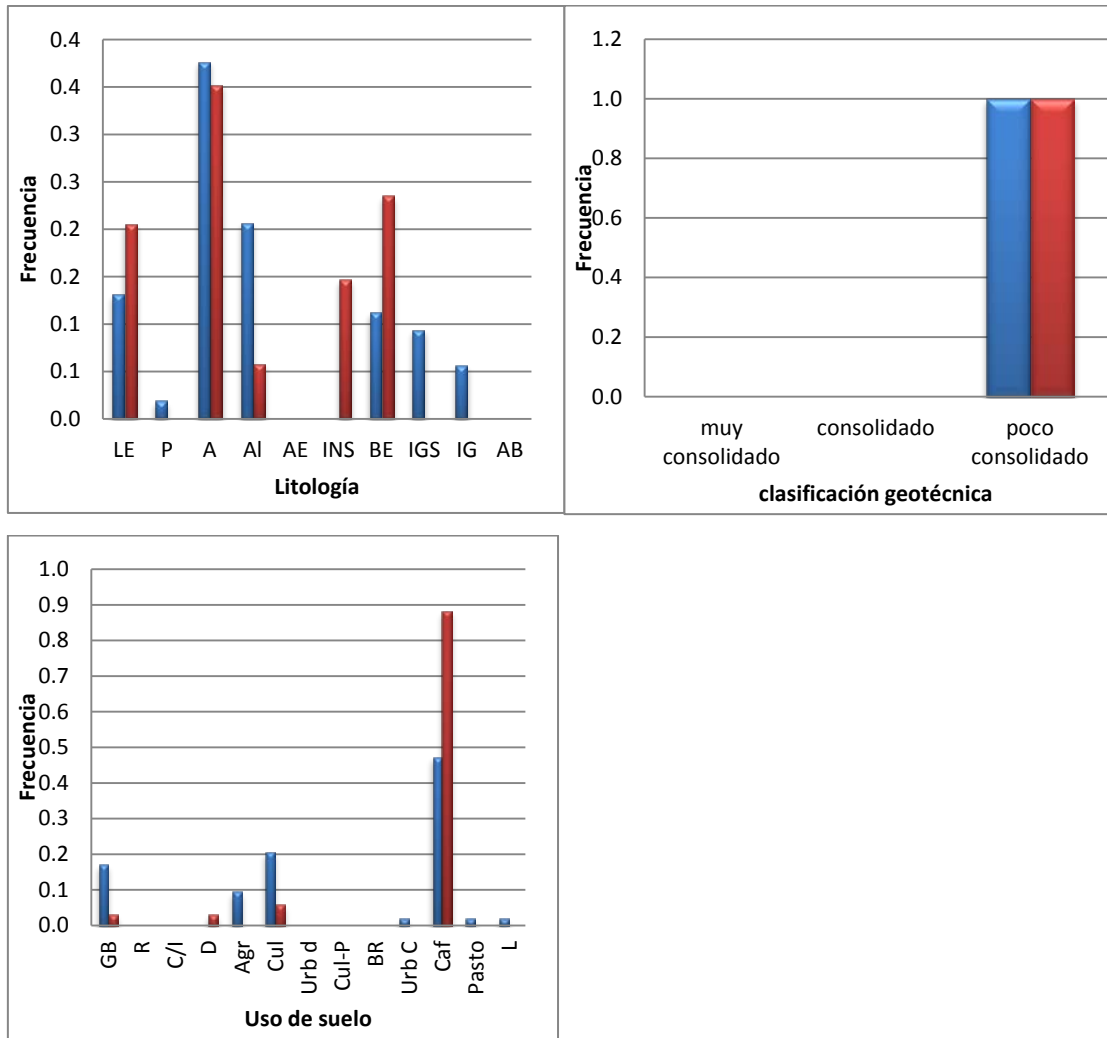 0.4
0.4
0.3
0.3
0.2
0.2
0.1
0.1
0.0
Frecuencia
LE P A Al AE INS BE IGS IG AB
Litología
1.2
1.0
0.8
0.6
0.4
0.2
0.0
Frecuencia
muy consolidado poco
consolidado consolidado
clasificación geotécnica
1.0
0.9
0.8
0.7
0.6
0.5
0.4
0.3
0.2
0.1
0.0
Frecuencia
GB
R
C/I
D
Agr
Cul
Urb d
Cul-P
BR
Urb C
Caf
Pasto
L
Uso de suelo